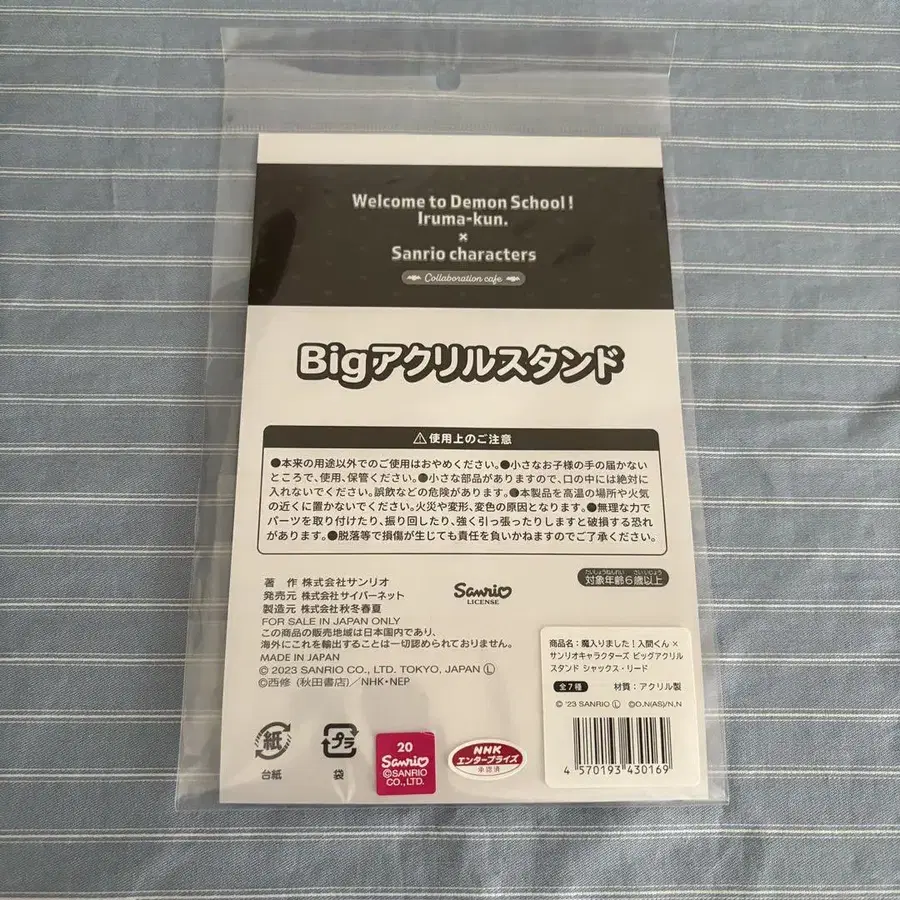 Welcome to Demon School!
Iruma-kun.
×
Sanrio characters
Collaboration cafe
Bigアクリルスタンド
⚠使用上のご注意
●本来の用途以外でのご使用はおやめください。●小さなお子様の手の届かない
ところで、使用、保管ください。●小さな部品がありますので、口の中には絶対に
入れないでください。誤飲などの危険があります。●本製品を高温の場所や火気
の近くに置かないでください。火災や変形、変色の原因となります。●無理な力で
パーツを取り付けたり、振り回したり、強く引っ張ったりしますと破損する恐れ
があります。●脱落等で損傷が生じても責任を負いかねますのでご了承ください。
たいしょうねんれい さいいじょう
対象年齢6歳以上
著 作 株式会社サンリオ
発売元 株式会社サイバーネット
製造元 株式会社秋冬春夏
FOR SALE IN JAPAN ONLY
この商品の販売地域は日本国内であり、
海外にこれを輸出することは一切認められておりません。
MADE IN JAPAN
© 2023 SANRIO CO., LTD. TOKYO, JAPAN Ⓛ
©西修(秋田書店)/NHK・NEP
Sanrio
LICENSE
商品名:魔入りました!入間くん×
サンリオキャラクターズ ビッグアクリル
スタンド シャックス・リード
全7種 材質:アクリル製
© '23 SANRIO Ⓛ ©O.N(AS)/N,N
4 570193 430169
紙
台紙
プラ
袋
20
Sanrio
©SANRIO
CO., LTD.
NHK
エンタープライズ
承認済